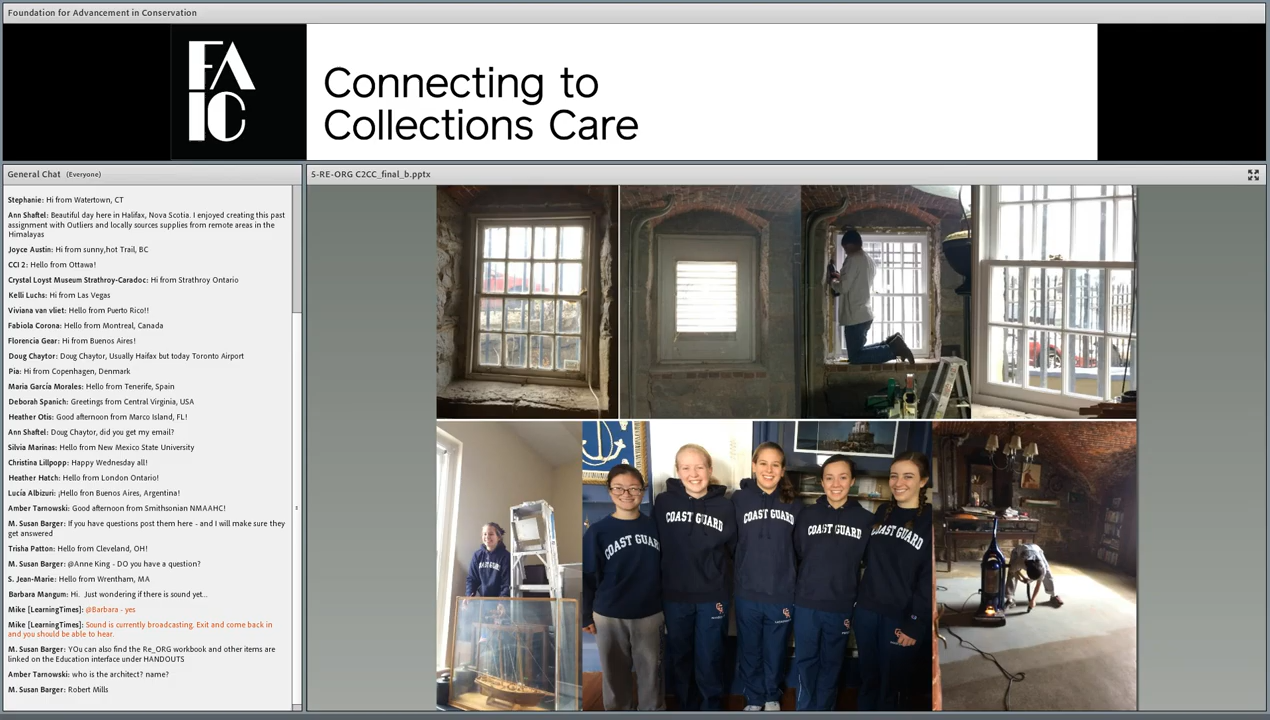 Foundation for Advancement in Conservation
FA
IC
Connecting to
Collections Care
General Chat (Everyone)
Stephanie: Hi from Watertown, CT
Ann Shaftel: Beautiful day here in Halifax, Nova Scotia. I enjoyed creating this past
assignment with Outliers and locally sources supplies from remote areas in the
Himalayas
Joyce Austin: Hi from sunny,hot Trail, BC
CCI 2: Hello from Ottawa!
Crystal Loyst Museum Strathroy-Caradoc: Hi from Strathroy Ontario
Kelli Luchs: Hi from Las Vegas
Viviana van vliet: Hello from Puerto Rico!!
Fabiola Corona: Hello from Montreal, Canada
Florencia Gear: Hi from Buenos Aires!
Doug Chaytor: Doug Chaytor, Usually Haifax but today Toronto Airport
Pia: Hi from Copenhagen, Denmark
Maria García Morales: Hello from Tenerife, Spain
Deborah Spanich: Greetings from Central Virginia, USA
Heather Otis: Good afternoon from Marco Island, FL!
Ann Shaftel: Doug Chaytor, did you get my email?
Silvia Marinas: Hello from New Mexico State University
Christina Lillpopp: Happy Wednesday all!
Heather Hatch: Hello from London Ontario!
Lucía Albizuri: ¡Hello fron Buenos Aires, Argentina!
Amber Tarnowski: Good afternoon from Smithsonian NMAAHC!
M. Susan Barger: If you have questions post them here - and I will make sure they
get answered
Trisha Patton: Hello from Cleveland, OH!
M. Susan Barger: @Anne King - DO you have a question?
S. Jean-Marie: Hello from Wrentham, MA
Barbara Mangum: Hi. Just wondering if there is sound yet...
Mike [LearningTimes]: @Barbara - yes
Mike [LearningTimes]: Sound is currently broadcasting. Exit and come back in
and you should be able to hear.
M. Susan Barger: YOu can also find the Re_ORG workbook and other items are
linked on the Education interface under HANDOUTS
Amber Tarnowski: who is the architect? name?
M. Susan Barger: Robert Mills
5-RE-ORG C2CC_final_b.pptx
COAST GUARD
COAST GUARD
COAST GUARD
COAST GUARD
COAST GUARD